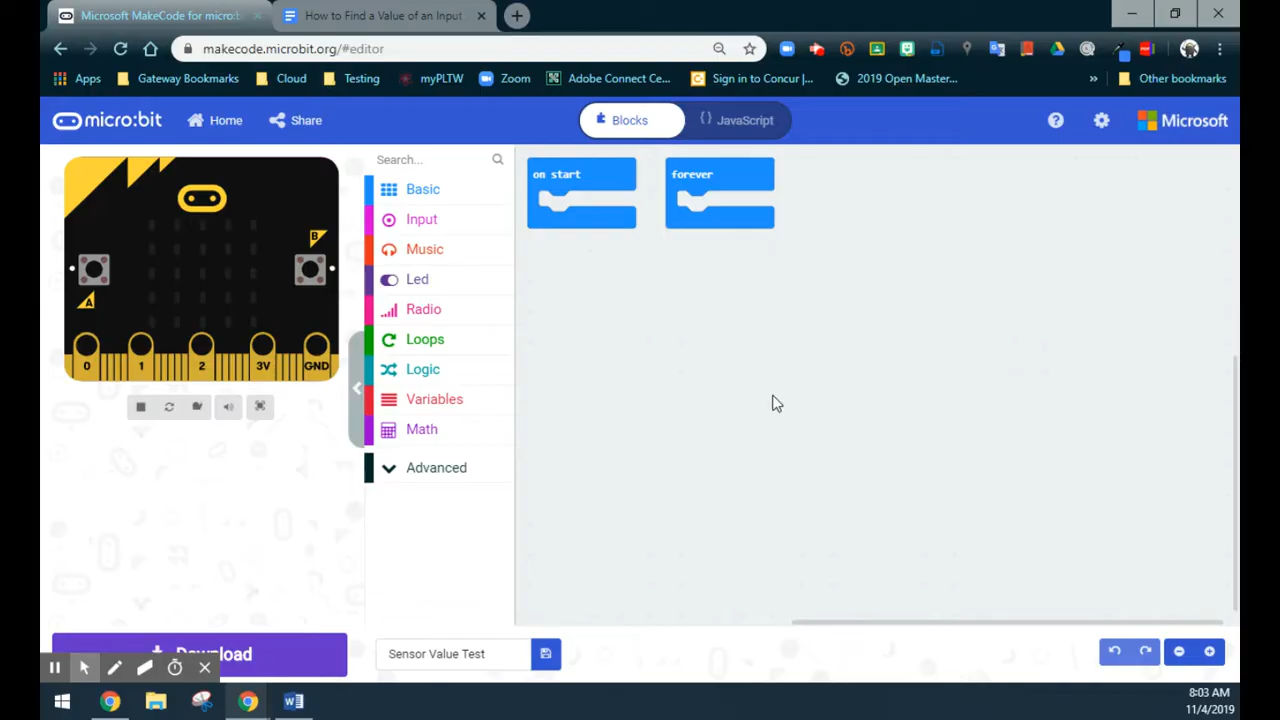 Microsoft MakeCode for micro:b
How to Find a Value of an Input
makecode.microbit.org/#editor
Apps
Gateway Bookmarks
Cloud
Testing
myPLTW
Zoom
Adobe Connect Ce...
Sign in to Concur |...
2019 Open Master...
»
Other bookmarks
micro:bit
Home
Share
Blocks
{} JavaScript
Microsoft
Search...
Basic
Input
Music
Led
Radio
Loops
Logic
Variables
Math
Advanced
on start
forever
B
A
0
1
2
3V
GND
Download
Sensor Value Test
8:03 AM
11/4/2019